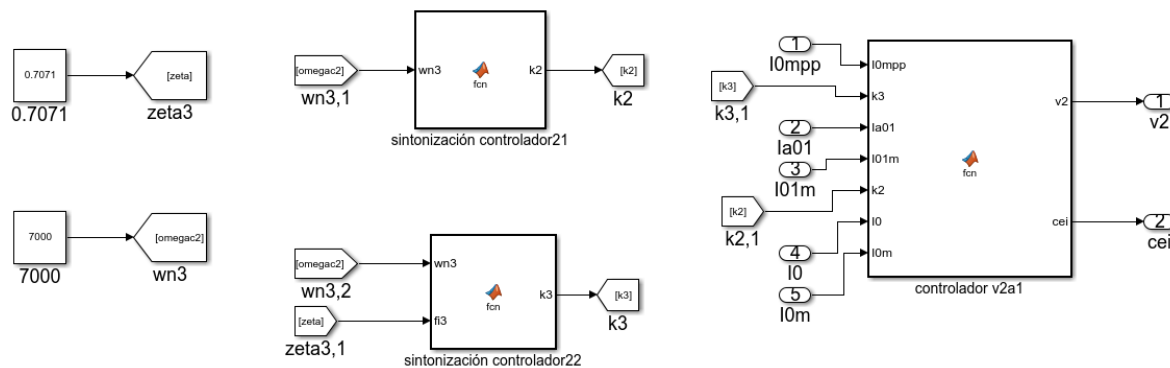 0.7071
0.7071
[zeta]
zeta3
7000
7000
[omegac2]
wn3
[omegac2]
wn3,1
wn3
fcn
k2
sintonización controlador21
[k2]
k2
[omegac2]
wn3,2
[zeta]
zeta3,1
wn3
fi3
fcn
k3
sintonización controlador22
[k3]
k3
1
I0mpp
[k3]
k3,1
2
Ia01
3
I01m
[k2]
k2,1
4
I0
5
I0m
I0mpp
k3
Ia01
I01m
k2
I0
I0m
fcn
v2
cei
controlador v2a1
1
v2
2
cei